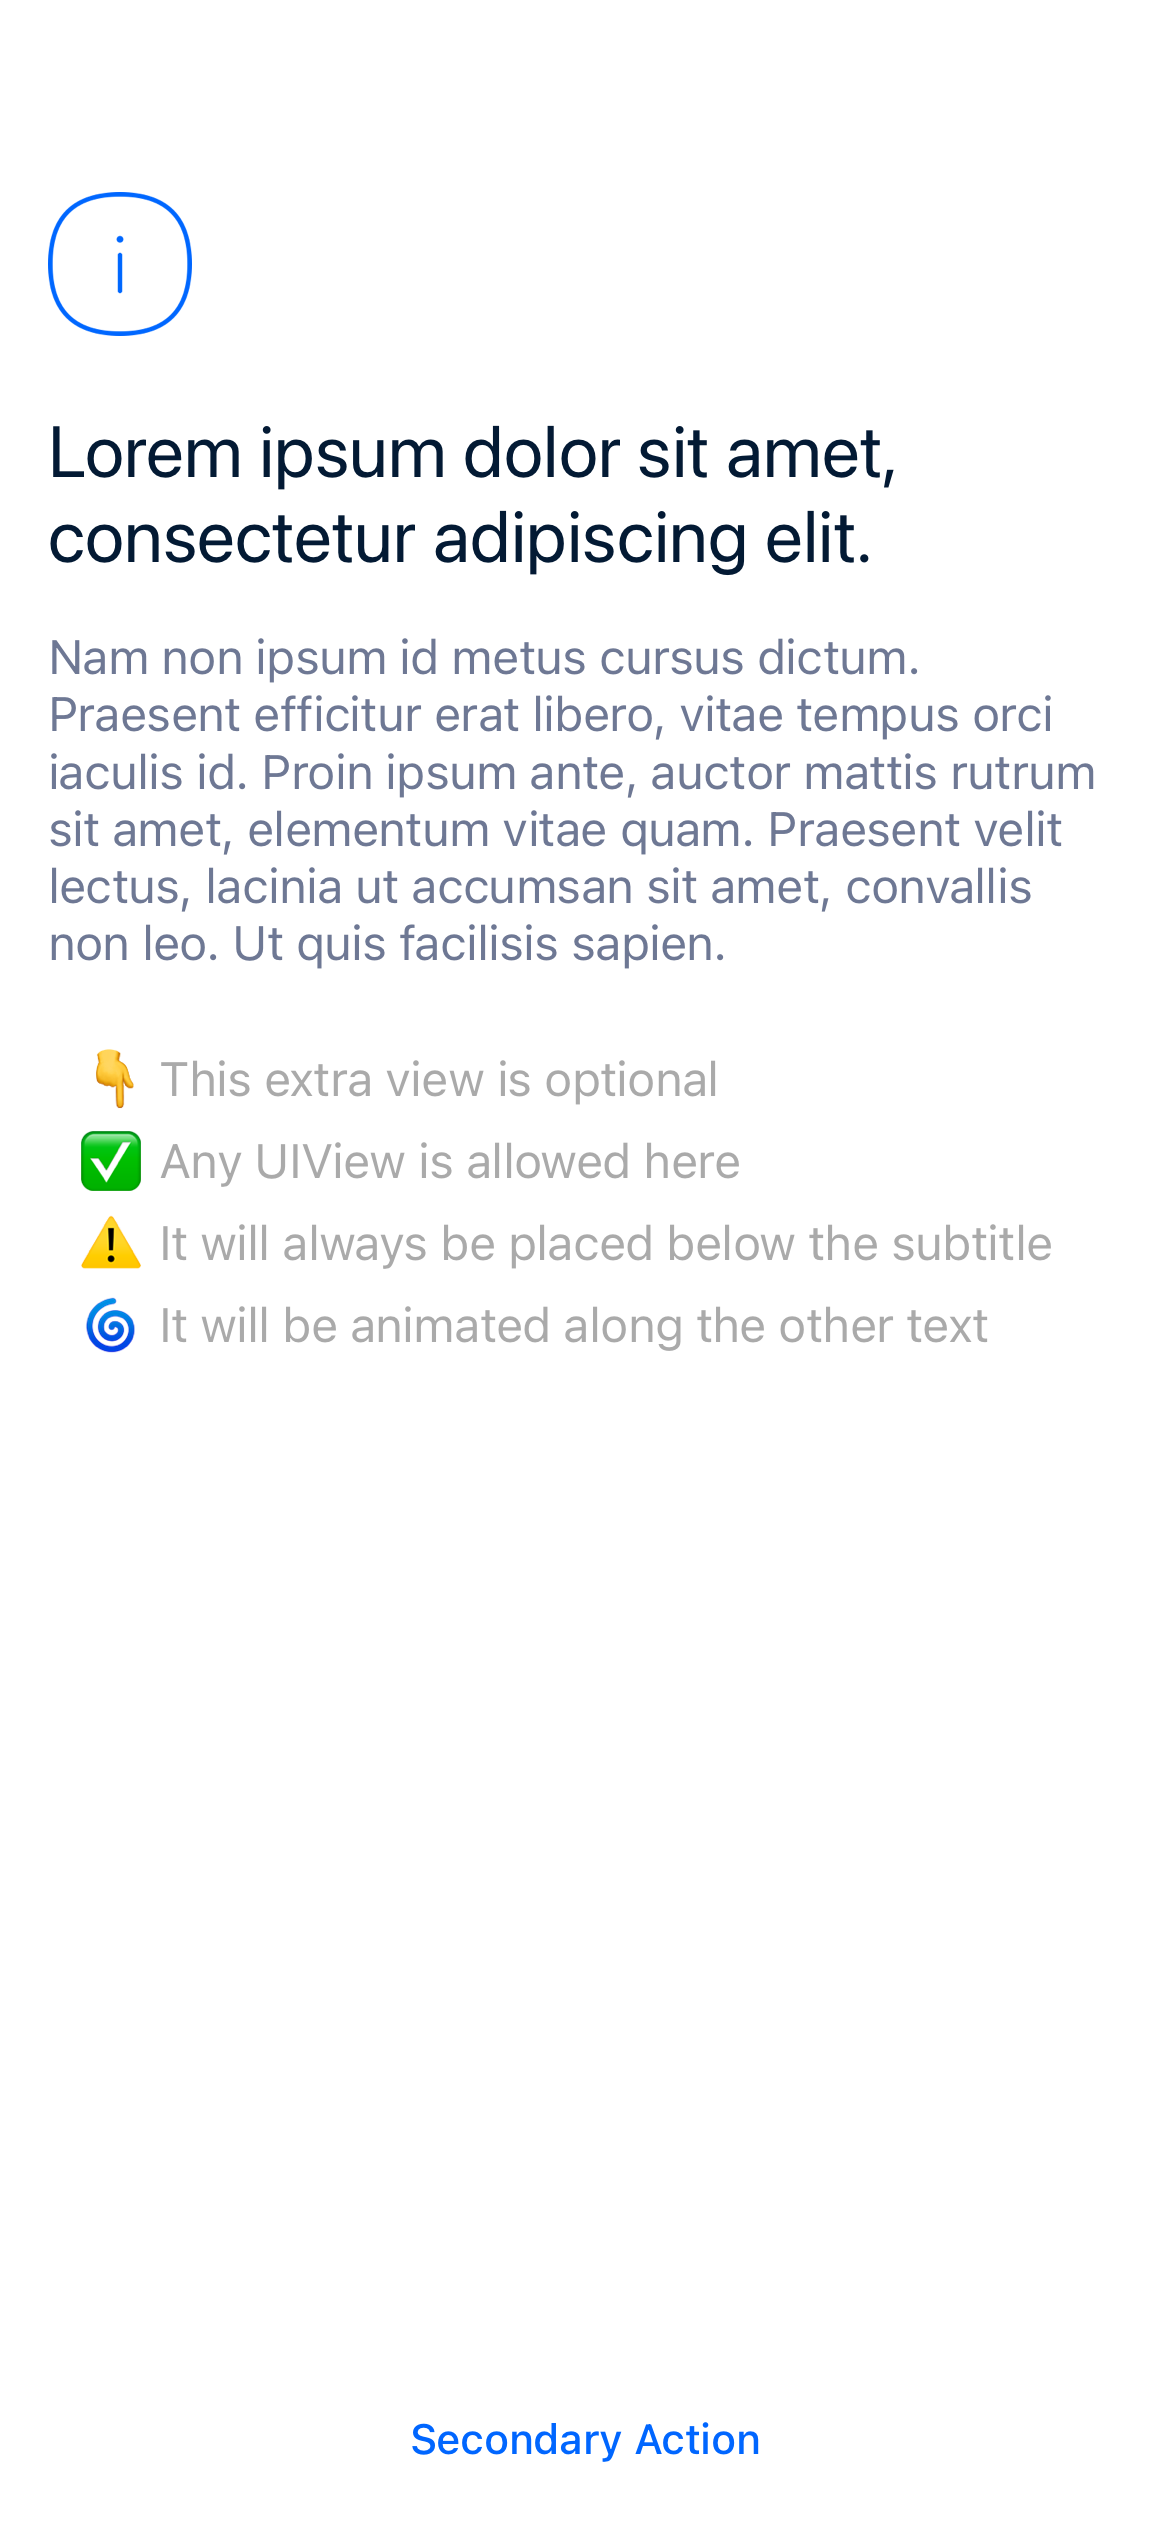 Lorem ipsum dolor sit amet,
consectetur adipiscing elit.
Nam non ipsum id metus cursus dictum.
Praesent efficitur erat libero, vitae tempus orci
iaculis id. Proin ipsum ante, auctor mattis rutrum
sit amet, elementum vitae quam. Praesent velit
lectus, lacinia ut accumsan sit amet, convallis
non leo. Ut quis facilisis sapien.
👇 This extra view is optional
✅ Any UIView is allowed here
⚠️ It will always be placed below the subtitle
🌀 It will be animated along the other text
Secondary Action